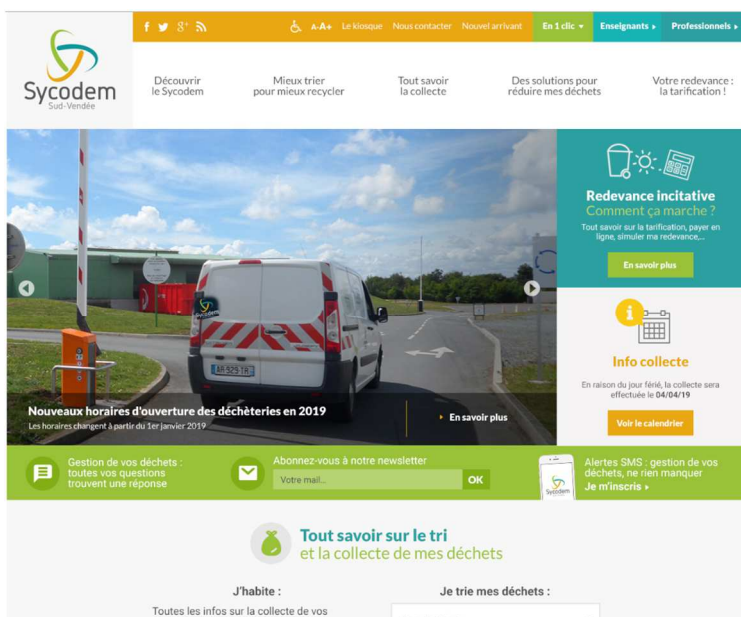 A-A+ Le kiosque Nous contacter Nouvel arrivant En 1 clic Enseignants Professionnels
Sycodem
Sud-Vendée
Découvrir
le Sycodem
Mieux trier
pour mieux recycler
Tout savoir
la collecte
Des solutions pour
réduire mes déchets
Votre redevance :
la tarification !
Sycodem
AR-929-TR
Nouveaux horaires d'ouverture des déchèteries en 2019
Les horaires changent à partir du 1er janvier 2019
En savoir plus
Redevance incitative
Comment ça marche ?
Tout savoir sur la tarification, payer en
ligne, simuler ma redevance,...
En savoir plus
Info collecte
En raison du jour férié, la collecte sera
effectuée le 04/04/19
Voir le calendrier
Gestion de vos déchets :
toutes vos questions
trouvent une réponse
Abonnez-vous à notre newsletter
Votre mail...
OK
Sycodem
Alertes SMS : gestion de vos
déchets, ne rien manquer
Je m'inscris
Tout savoir sur le tri
et la collecte de mes déchets
J'habite :
Toutes les infos sur la collecte de vos
Je trie mes déchets :